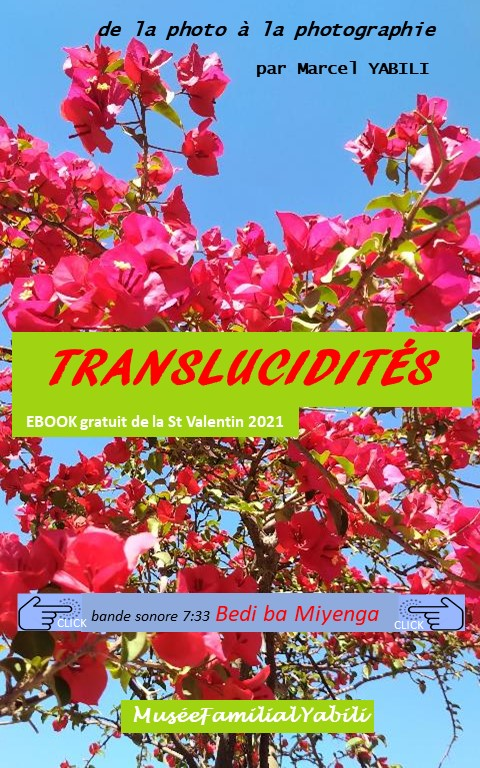 de la photo à la photographie
par Marcel YABILI
TRANSLUCIDITÉS
EBOOK gratuit de la St Valentin 2021
CLICK bande sonore 7:33 Bedi ba Miyenga CLICK
MuséeFamilialYabili